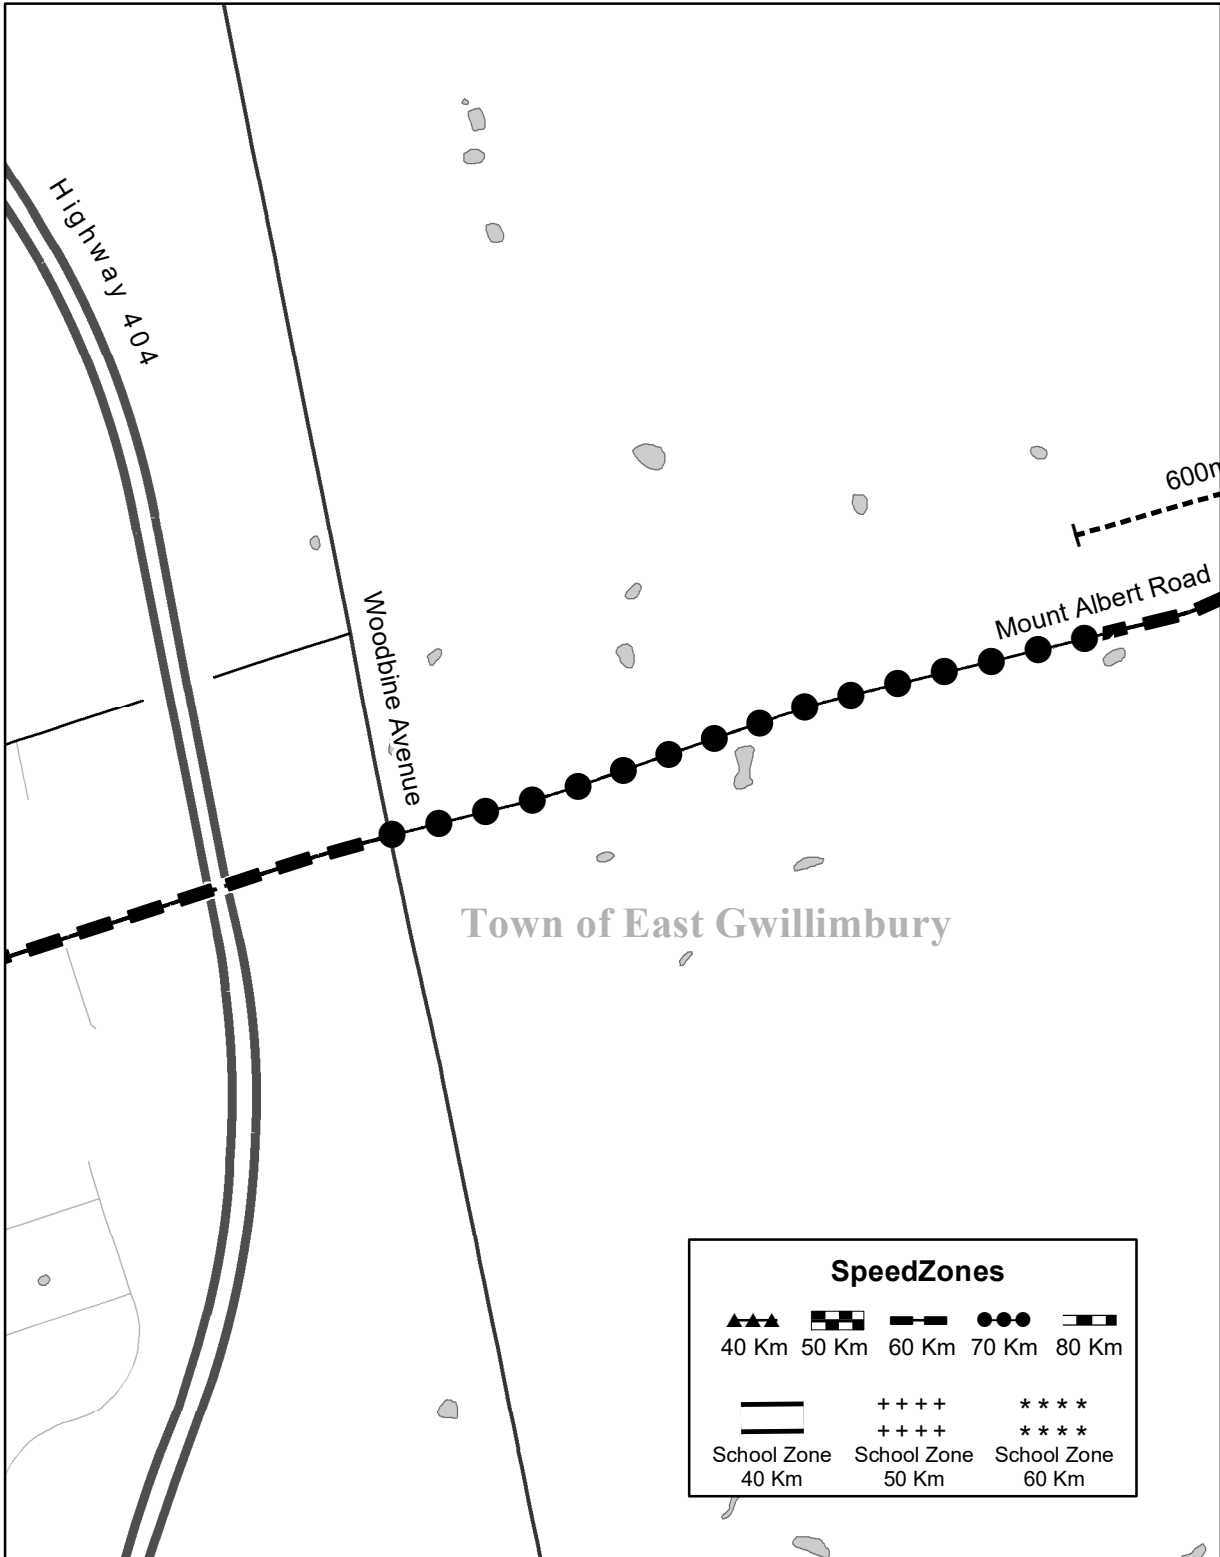 Highway 404
600m
Mount Albert Road
Woodbine Avenue
Town of East Gwillimbury
SpeedZones
40 Km 50 Km 60 Km 70 Km 80 Km
++++ ****
++++ ****
School Zone School Zone School Zone
40 Km 50 Km 60 Km